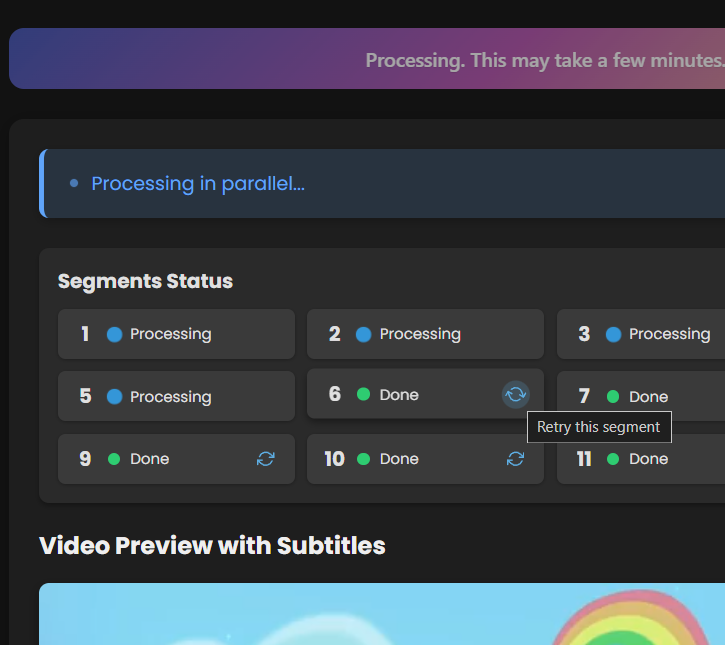 Processing. This may take a few minutes.
Processing in parallel...
Segments Status
1 Processing
2 Processing
3 Processing
5 Processing
6 Done
7 Done
Retry this segment
9 Done
10 Done
11 Done
Video Preview with Subtitles